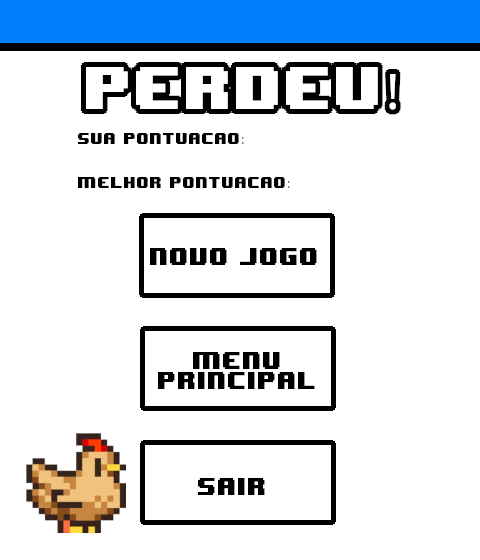 PERDEU!
SUA PONTUACAO:
MELHOR PONTUACAO:
NOVO JOGO
MENU
PRINCIPAL
SAIR